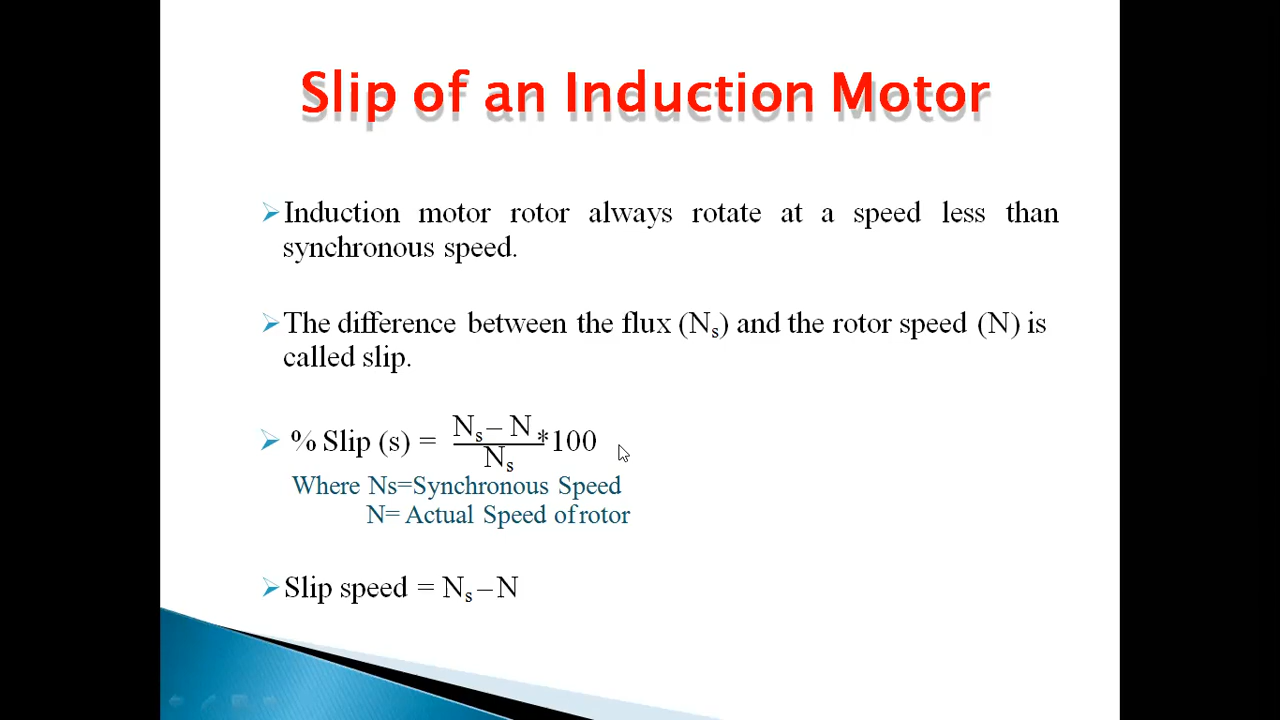 Slip of an Induction Motor
➢Induction motor rotor always rotate at a speed less than
synchronous speed.
➢The difference between the flux (Nₛ) and the rotor speed (N) is
called slip.
➢ % Slip (s) = Nₛ – N
Nₛ *100
Where Ns=Synchronous Speed
N= Actual Speed of rotor
➢Slip speed = Nₛ – N